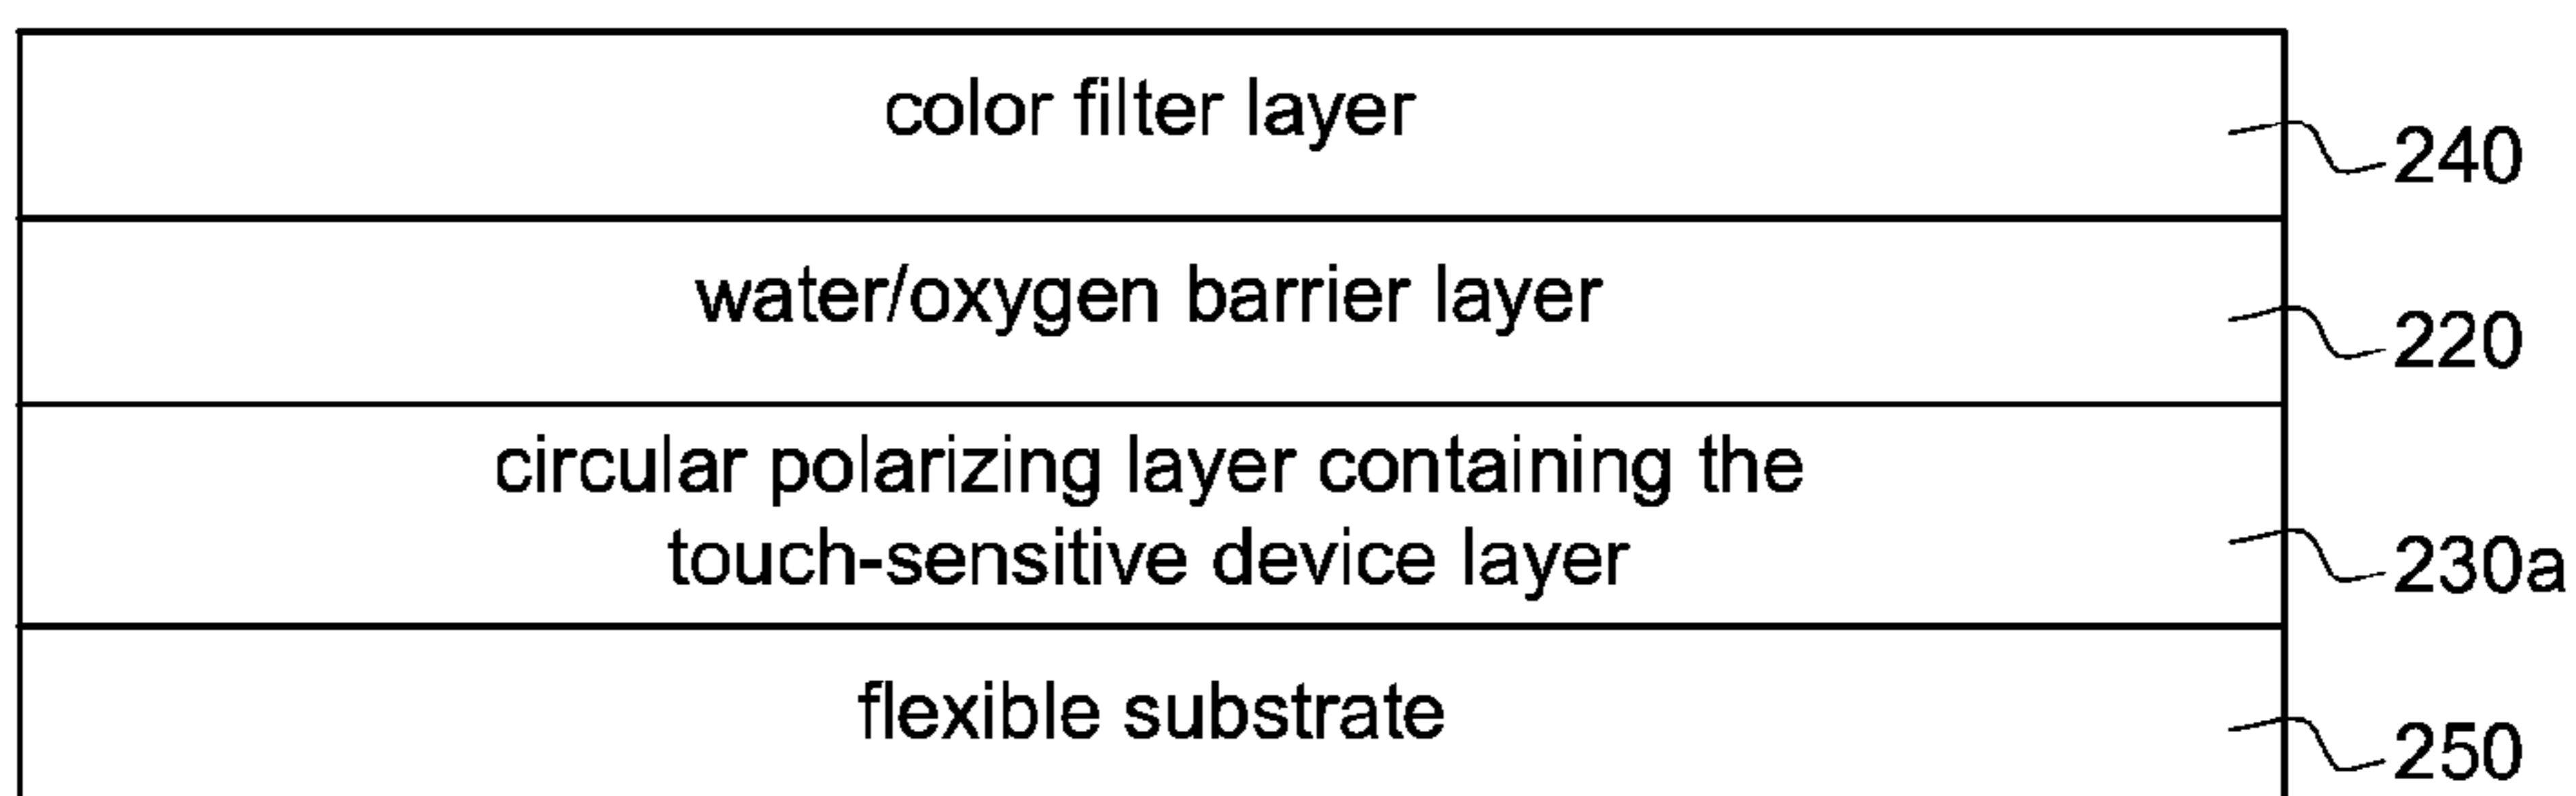 color filter layer
240
water/oxygen barrier layer
220
circular polarizing layer containing the
touch-sensitive device layer
230a
flexible substrate
250